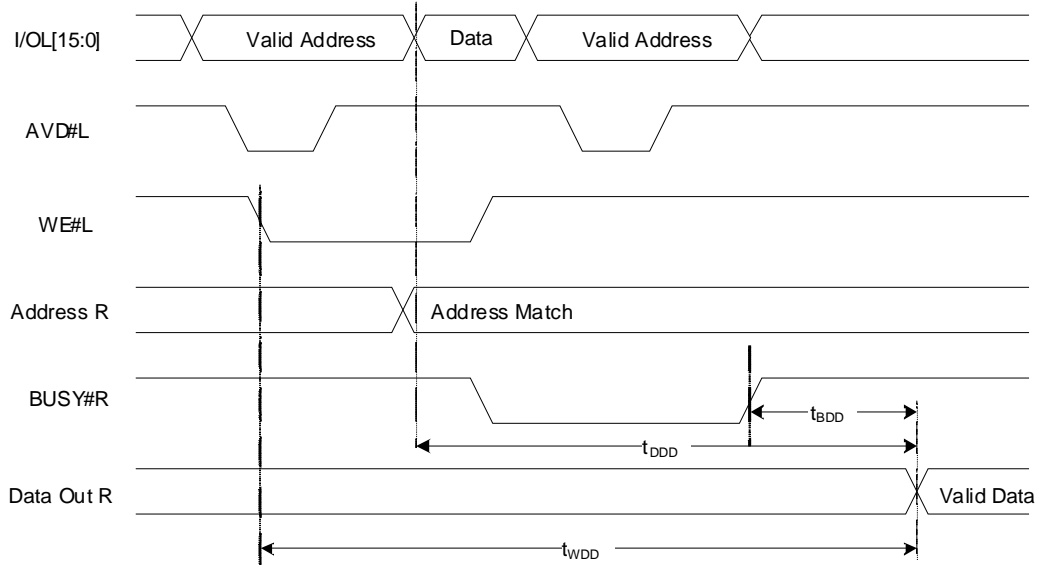 I/OL[15:0]
Valid Address
Data
Valid Address
AVD#L
WE#L
Address R
Address Match
BUSY#R
tBDD
tDDD
Data Out R
Valid Data
tWDD